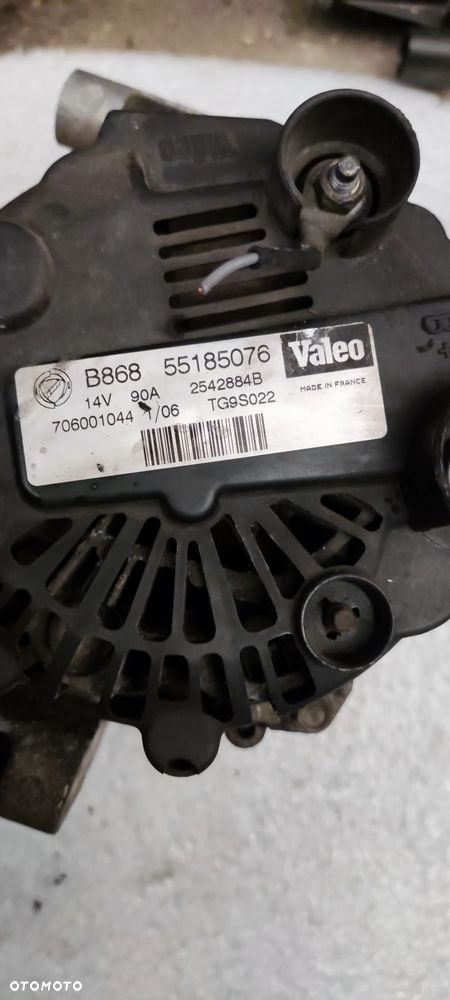 B868 55185076 Valeo
14V 90A 2542884B MADE IN FRANCE
706001044 1/06 TG9S022
OTOMOTO